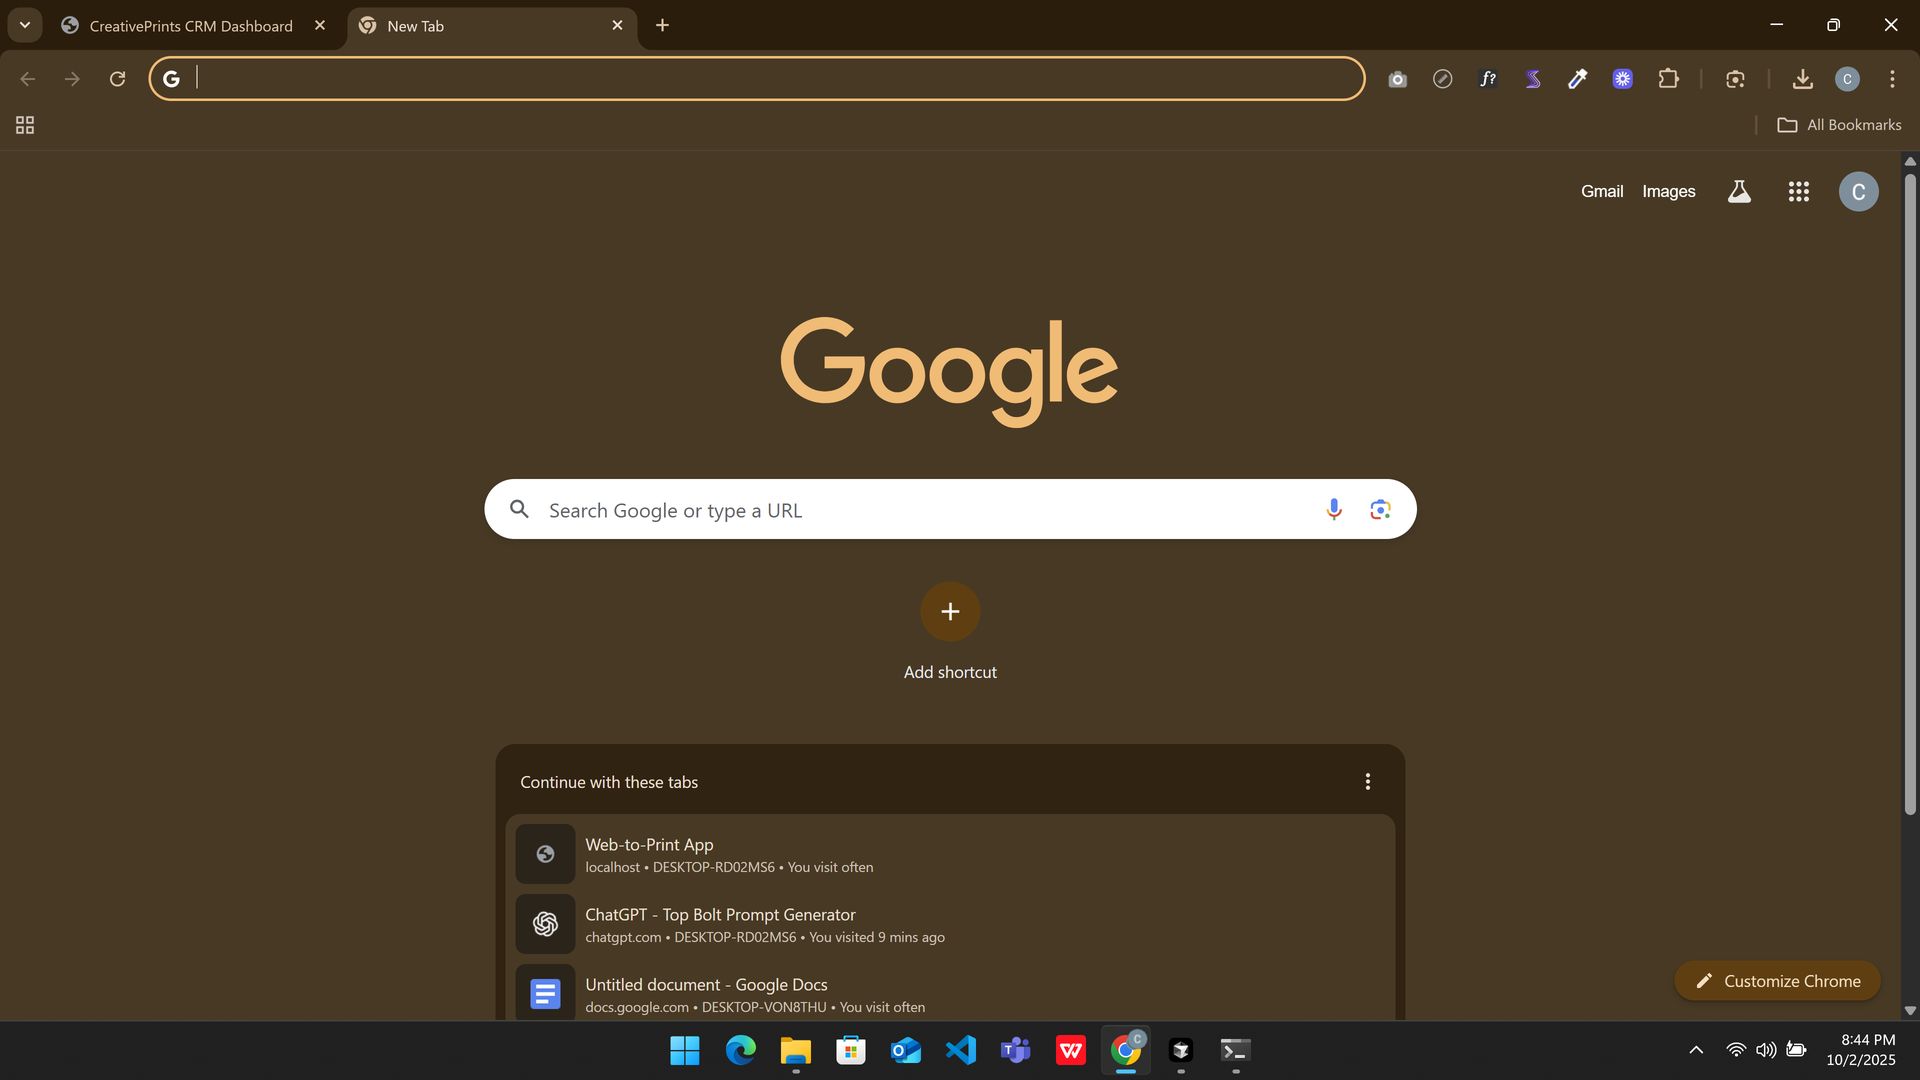 CreativePrints CRM Dashboard
New Tab
All Bookmarks
Gmail
Images
C
Google
Search Google or type a URL
Add shortcut
Continue with these tabs
Web-to-Print App
localhost • DESKTOP-RD02MS6 • You visit often
ChatGPT - Top Bolt Prompt Generator
chatgpt.com • DESKTOP-RD02MS6 • You visited 9 mins ago
Untitled document - Google Docs
docs.google.com • DESKTOP-VON8THU • You visit often
Customize Chrome
8:44 PM
10/2/2025